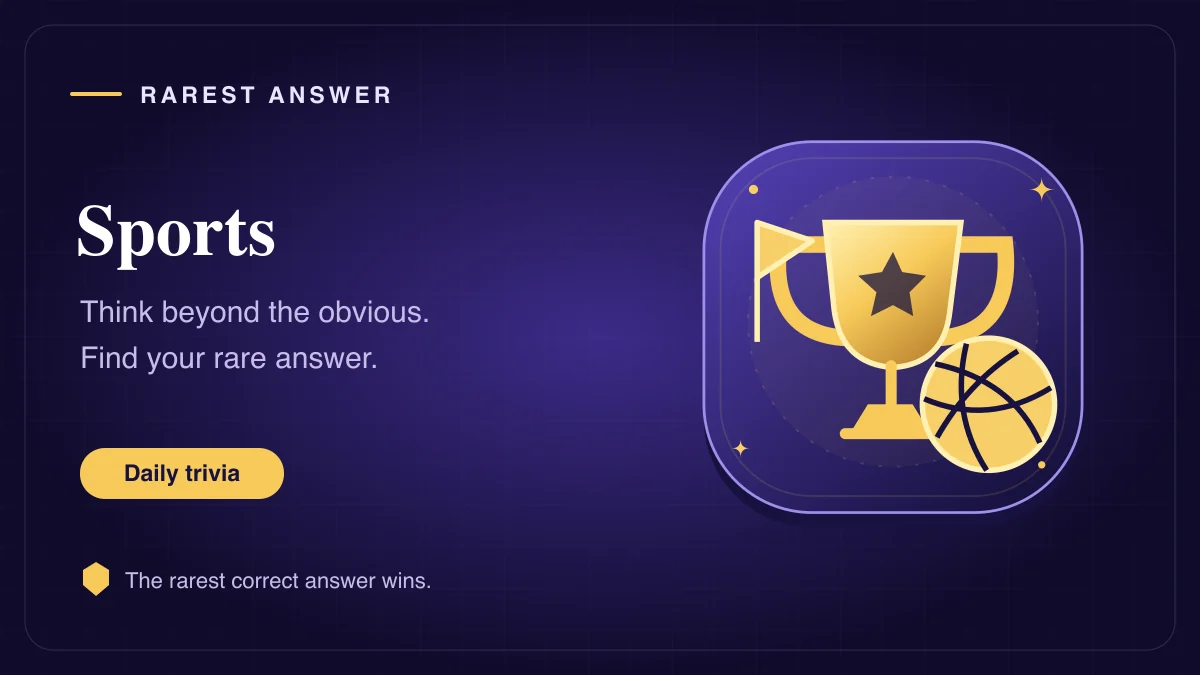 RAREST ANSWER
Sports
Think beyond the obvious.
Find your rare answer.
Daily trivia
The rarest correct answer wins.